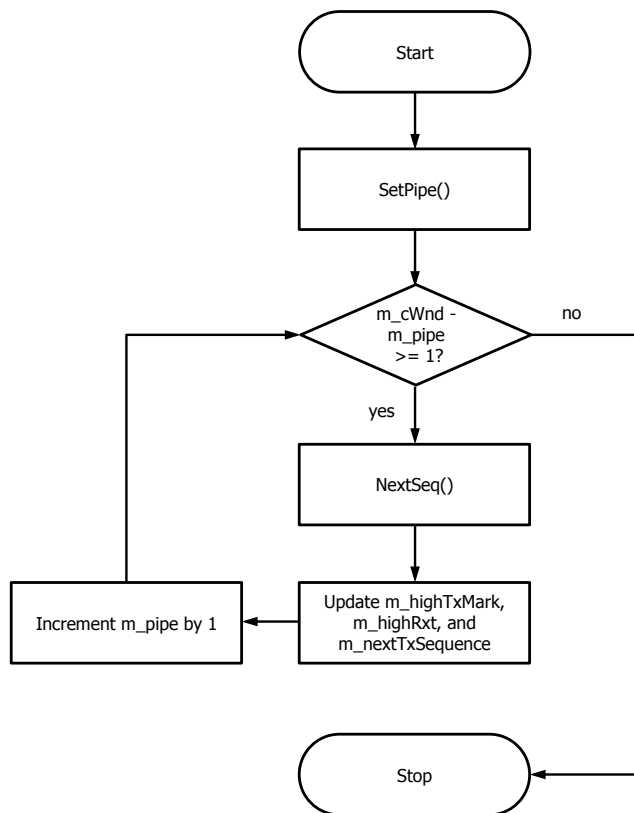 Start
SetPipe()
m_cWnd -
m_pipe
>= 1?
no
yes
NextSeq()
Increment m_pipe by 1
Update m_highTxMark,
m_highRxt, and
m_nextTxSequence
Stop